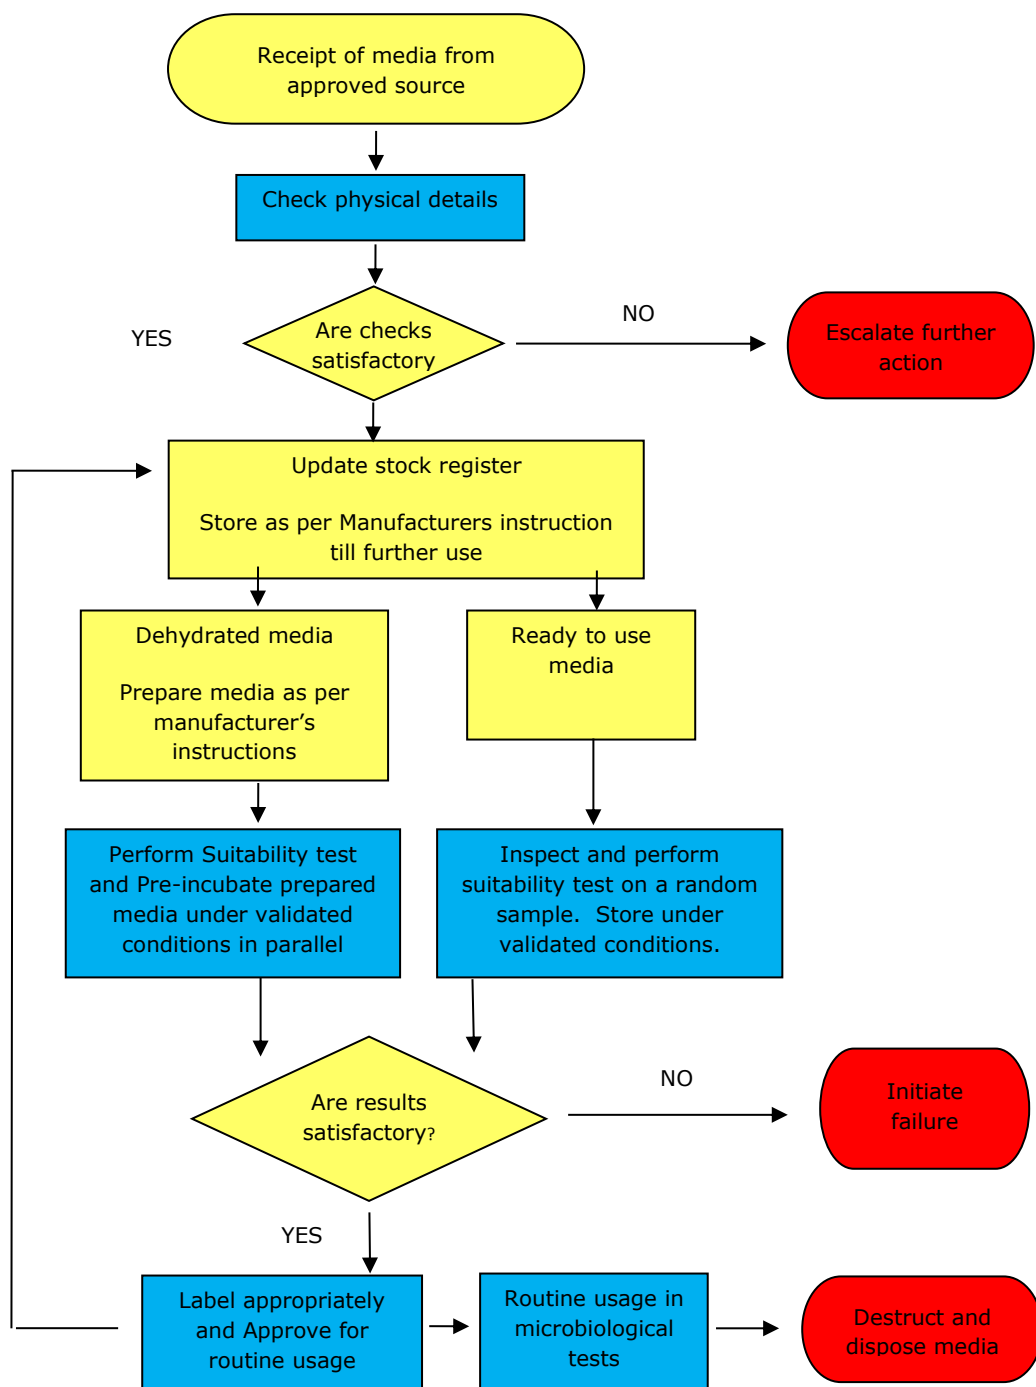 Receipt of media from
approved source
Check physical details
YES
Are checks
satisfactory
NO
Escalate further
action
Update stock register
Store as per Manufacturers instruction
till further use
Dehydrated media
Prepare media as per
manufacturer’s
instructions
Ready to use
media
Perform Suitability test
and Pre-incubate prepared
media under validated
conditions in parallel
Inspect and perform
suitability test on a random
sample.  Store under
validated conditions.
Are results
satisfactory?
NO
Initiate
failure
YES
Label appropriately
and Approve for
routine usage
Routine usage in
microbiological
tests
Destruct and
dispose media